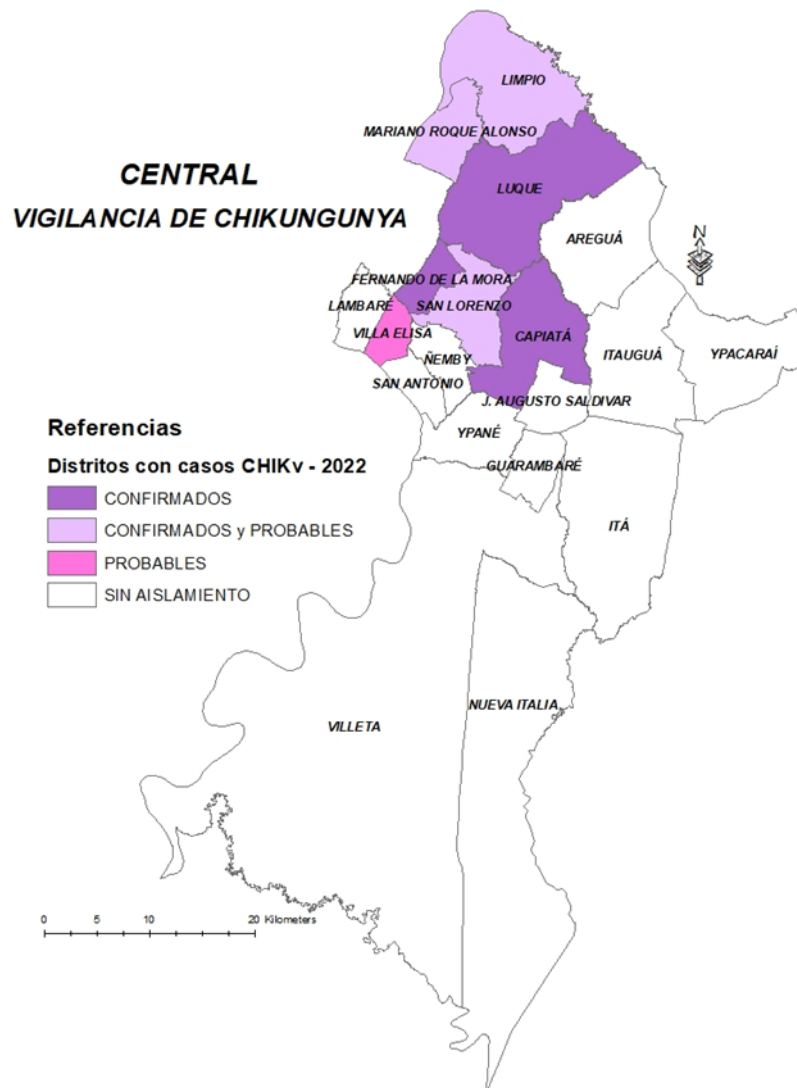 LIMPIO
MARIANO ROQUE ALONSO
CENTRAL
VIGILANCIA DE CHIKUNGUNYA
LUQUE
AREGUÁ
N
FERNANDO DE LA MORA
LAMBARÉ
SAN LORENZO
VILLA ELISA
CAPIATÁ
ITAUGUÁ
YPACARAÍ
ÑEMBY
SAN ANTONIO
J. AUGUSTO SALDIVAR
YPANÉ
GUARAMBARÉ
ITÁ
Referencias
Distritos con casos CHIKv - 2022
CONFIRMADOS
CONFIRMADOS y PROBABLES
PROBABLES
SIN AISLAMIENTO
NUEVA ITALIA
VILLETA
0 5 10 20 Kilometers